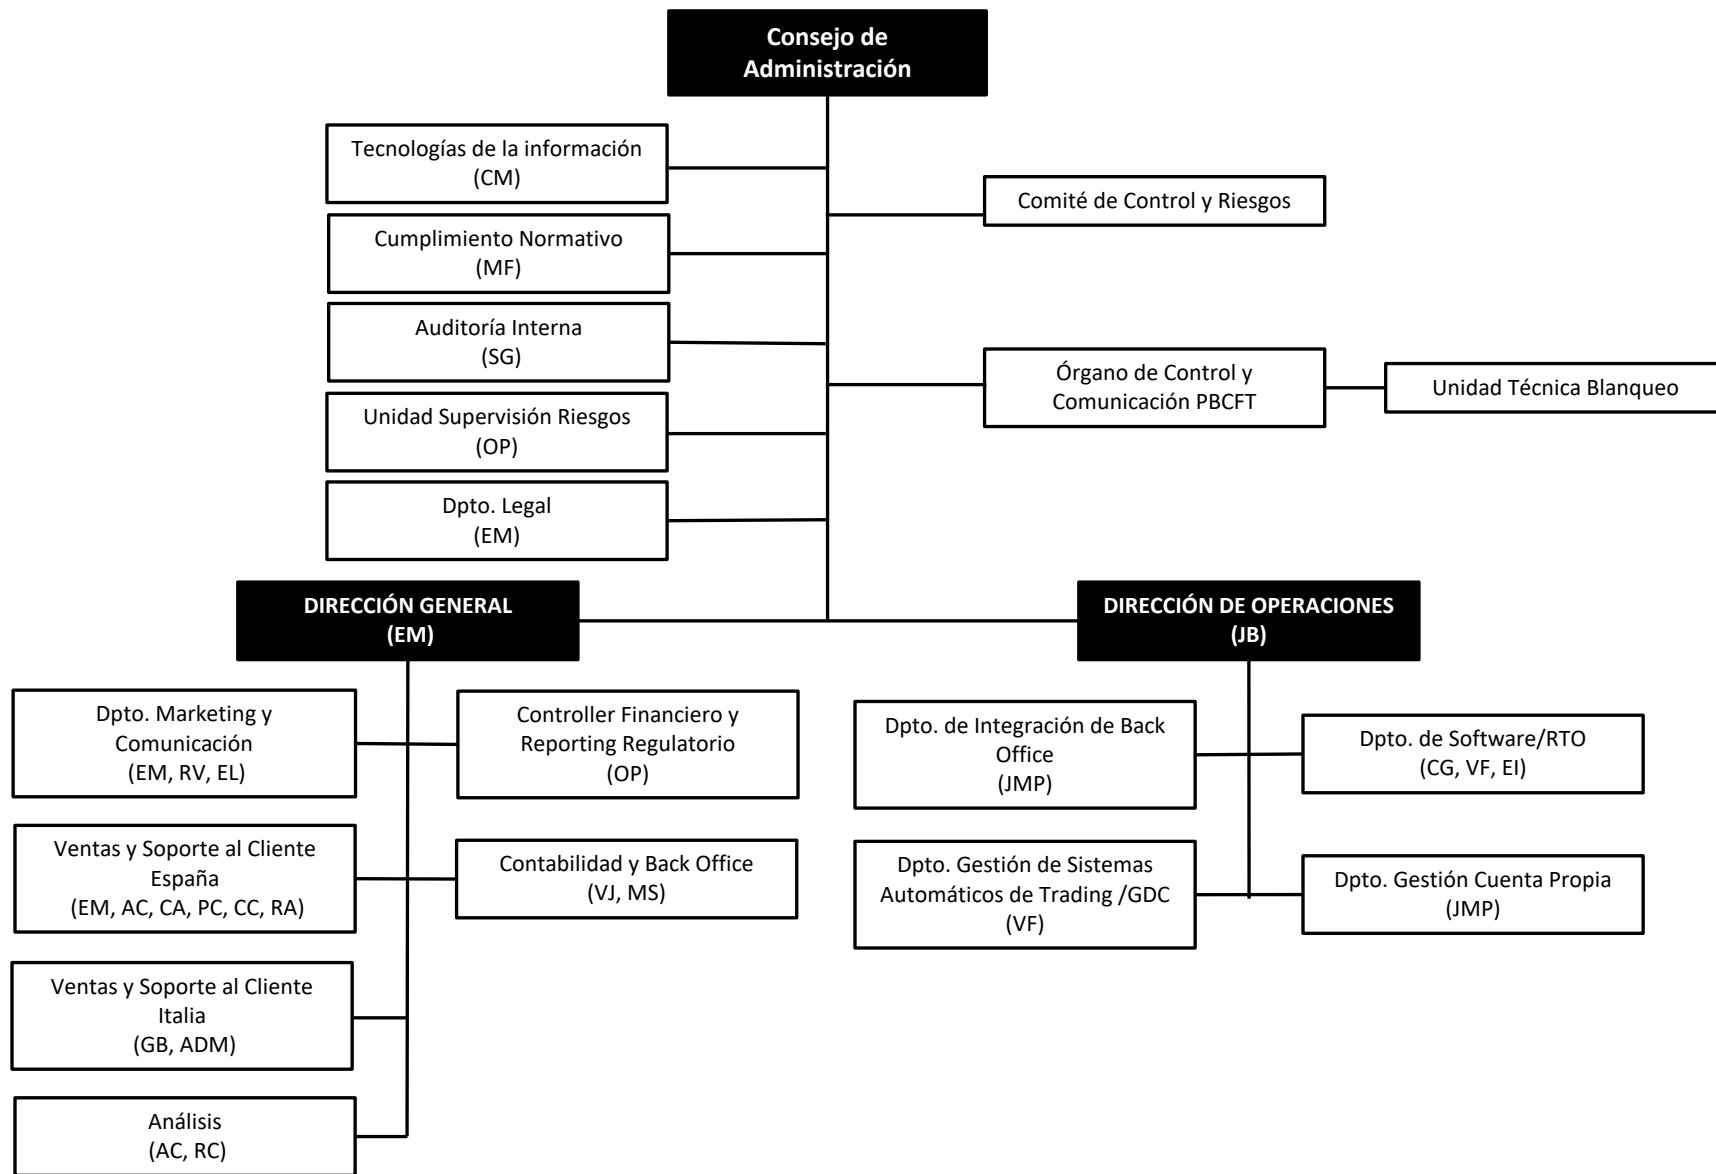 Consejo de
Administración
Tecnologías de la información
(CM)
Comité de Control y Riesgos
Cumplimiento Normativo
(MF)
Auditoría Interna
(SG)
Órgano de Control y
Comunicación PBCFT
Unidad Técnica Blanqueo
Unidad Supervisión Riesgos
(OP)
Dpto. Legal
(EM)
DIRECCIÓN GENERAL
(EM)
DIRECCIÓN DE OPERACIONES
(JB)
Dpto. Marketing y
Comunicación
(EM, RV, EL)
Controller Financiero y
Reporting Regulatorio
(OP)
Dpto. de Integración de Back
Office
(JMP)
Dpto. de Software/RTO
(CG, VF, EI)
Ventas y Soporte al Cliente
España
(EM, AC, CA, PC, CC, RA)
Contabilidad y Back Office
(VJ, MS)
Dpto. Gestión de Sistemas
Automáticos de Trading /GDC
(VF)
Dpto. Gestión Cuenta Propia
(JMP)
Ventas y Soporte al Cliente
Italia
(GB, ADM)
Análisis
(AC, RC)